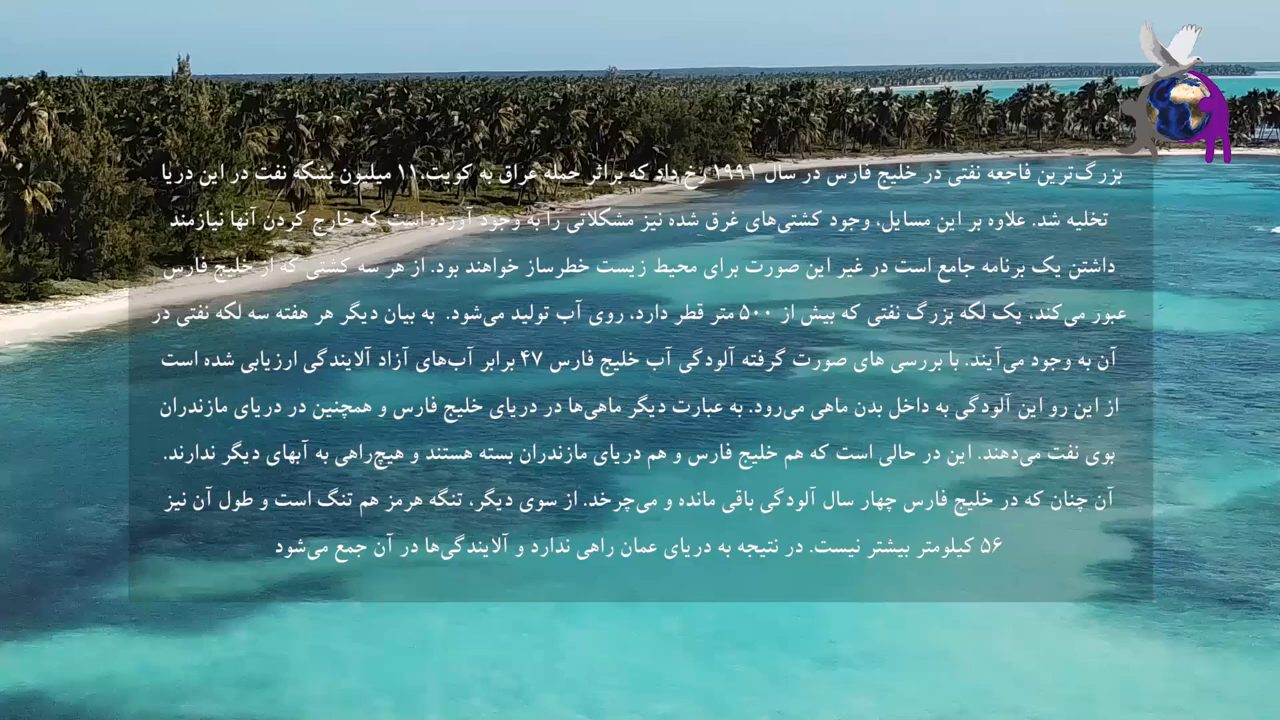 بزرگ‌ترین فاجعه نفتی در خلیج فارس در سال ۱۹۹۱ رخ داد که براثر حمله عراق به کویت، ۱۱ میلیون بشکه نفت در این دریا
تخلیه شد. علاوه بر این مسایل، وجود کشتی‌های غرق شده نیز مشکلاتی را به وجود آورده است که خارج کردن آنها نیازمند
داشتن یک برنامه جامع است در غیر این صورت برای محیط زیست خطرساز خواهند بود. از هر سه کشتی که از خلیج فارس
عبور می‌کند، یک لکه بزرگ نفتی که بیش از ۵۰۰ متر قطر دارد، روی آب تولید می‌شود. به بیان دیگر هر هفته سه لکه نفتی در
آن به وجود می‌آیند. با بررسی های صورت گرفته آلودگی آب خلیج فارس ۴۷ برابر آب‌های آزاد آلایندگی ارزیابی شده است
از این رو این آلودگی به داخل بدن ماهی می‌رود. به عبارت دیگر ماهی‌ها در دریای خلیج فارس و همچنین در دریای مازندران
بوی نفت می‌دهند. این در حالی است که هم خلیج فارس و هم دریای مازندران بسته هستند و هیچ‌راهی به آبهای دیگر ندارند.
آن چنان که در خلیج فارس چهار سال آلودگی باقی مانده و می‌چرخد. از سوی دیگر، تنگه هرمز هم تنگ است و طول آن نیز
۵۶ کیلومتر بیشتر نیست. در نتیجه به دریای عمان راهی ندارد و آلایندگی‌ها در آن جمع می‌شود